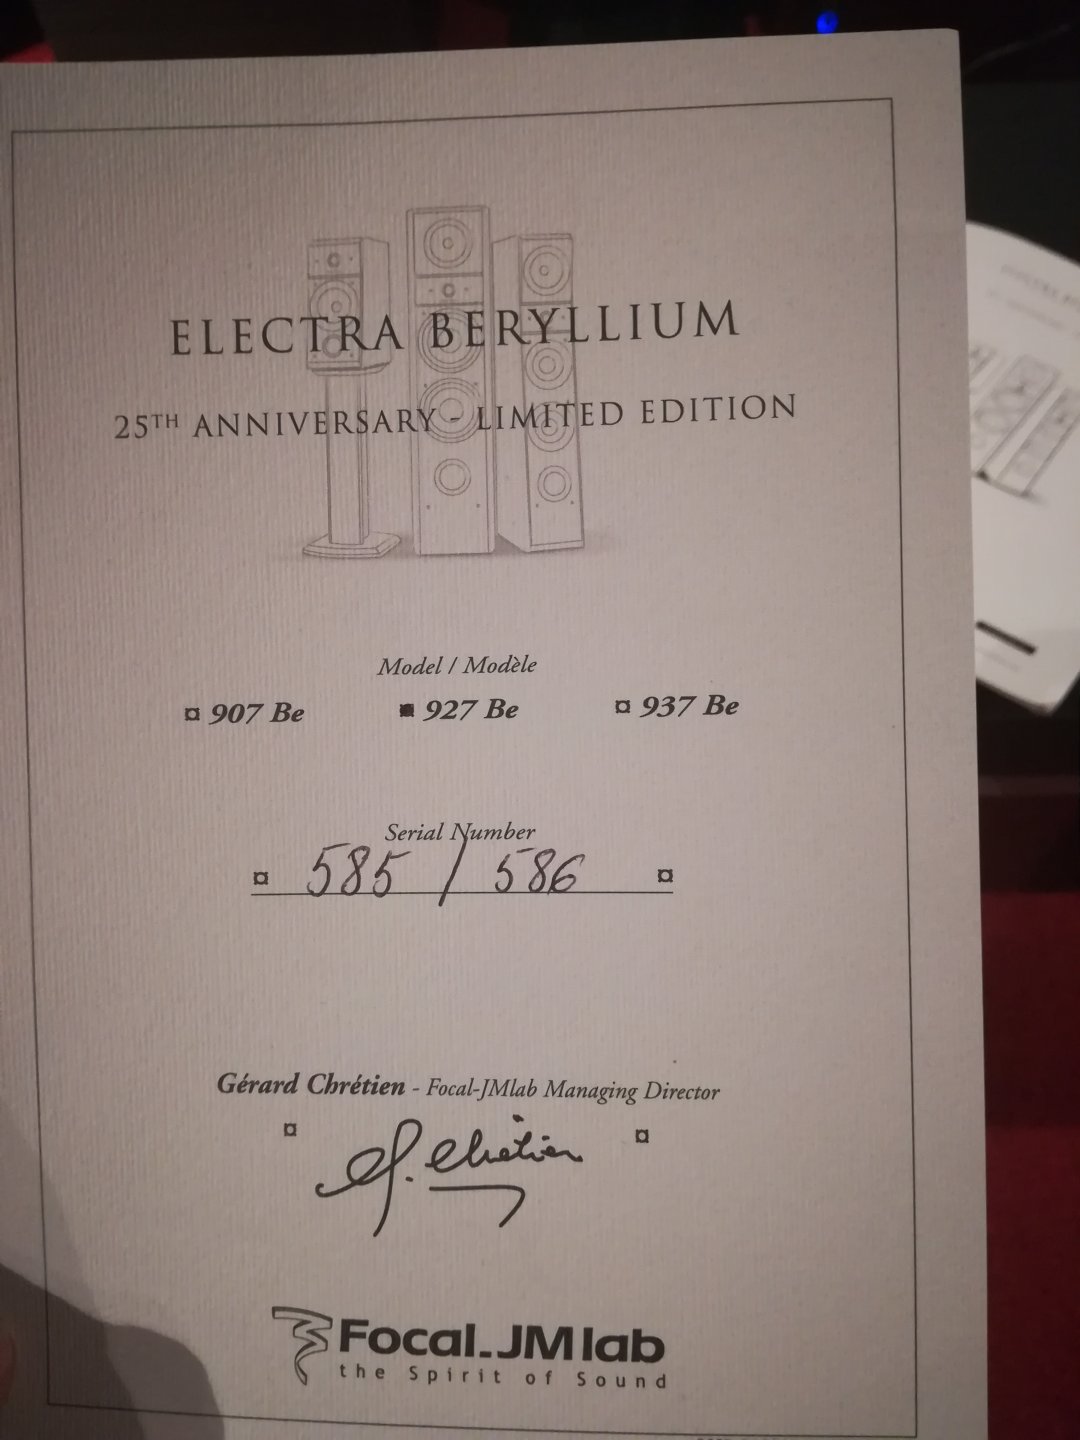 ELECTRA BERYLLIUM
25TH ANNIVERSARY - LIMITED EDITION
Model / Modèle
¤ 907 Be ■ 927 Be ¤ 937 Be
Serial Number
¤ 585 / 586 ¤
Gérard Chrétien - Focal-JMlab Managing Director
¤ G. Chrétien ¤
Focal-JMlab
the Spirit of Sound